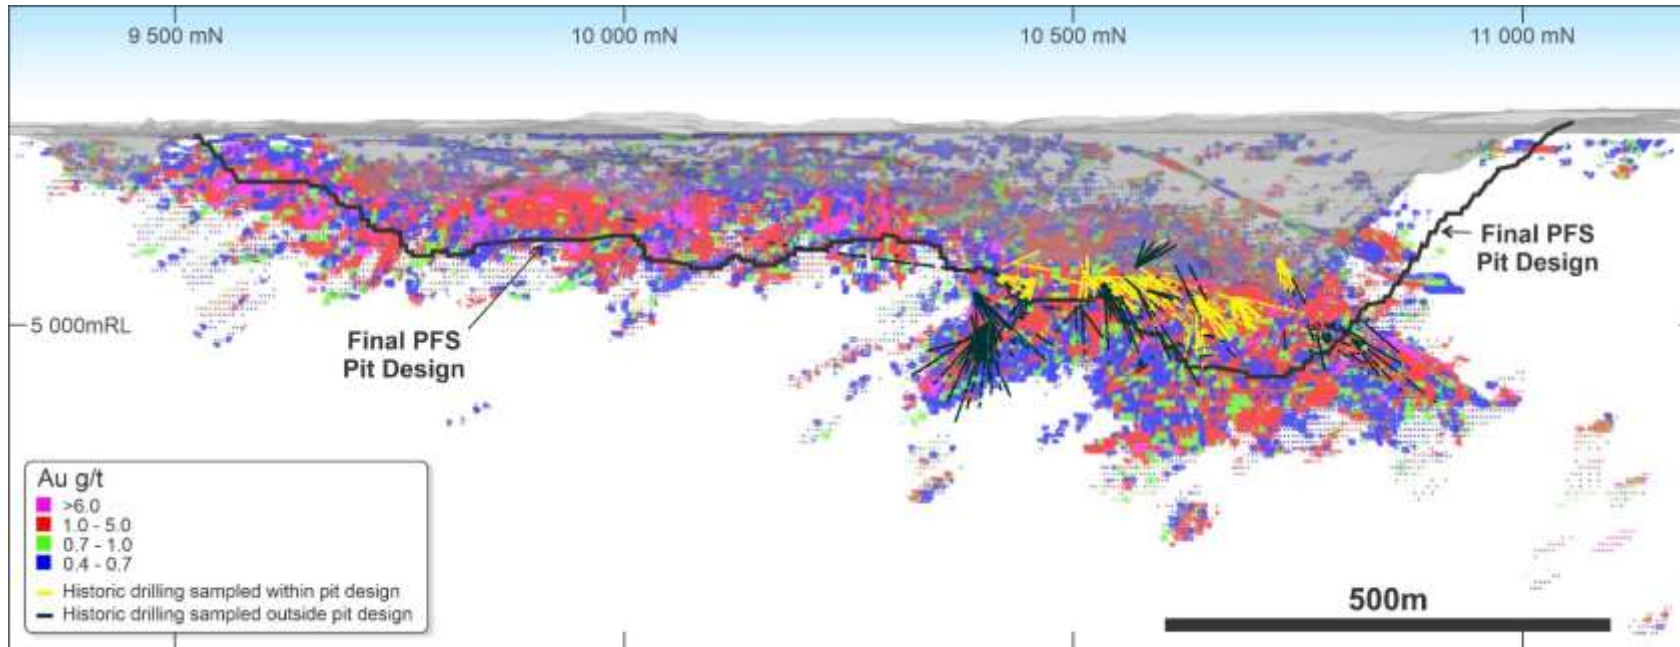 9 500 mN
10 000 mN
10 500 mN
11 000 mN
Final PFS
Pit Design
5 000mRL
Final PFS
Pit Design
Au g/t
>6.0
1.0 - 5.0
0.7 - 1.0
0.4 - 0.7
Historic drilling sampled within pit design
Historic drilling sampled outside pit design
500m